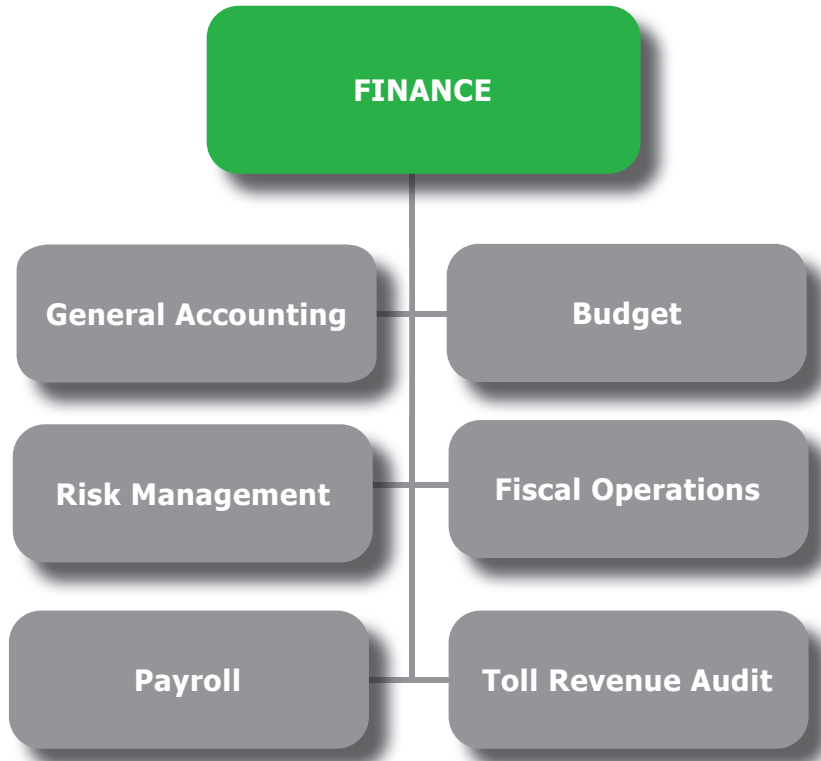 FINANCE
General Accounting
Budget
Risk Management
Fiscal Operations
Payroll
Toll Revenue Audit